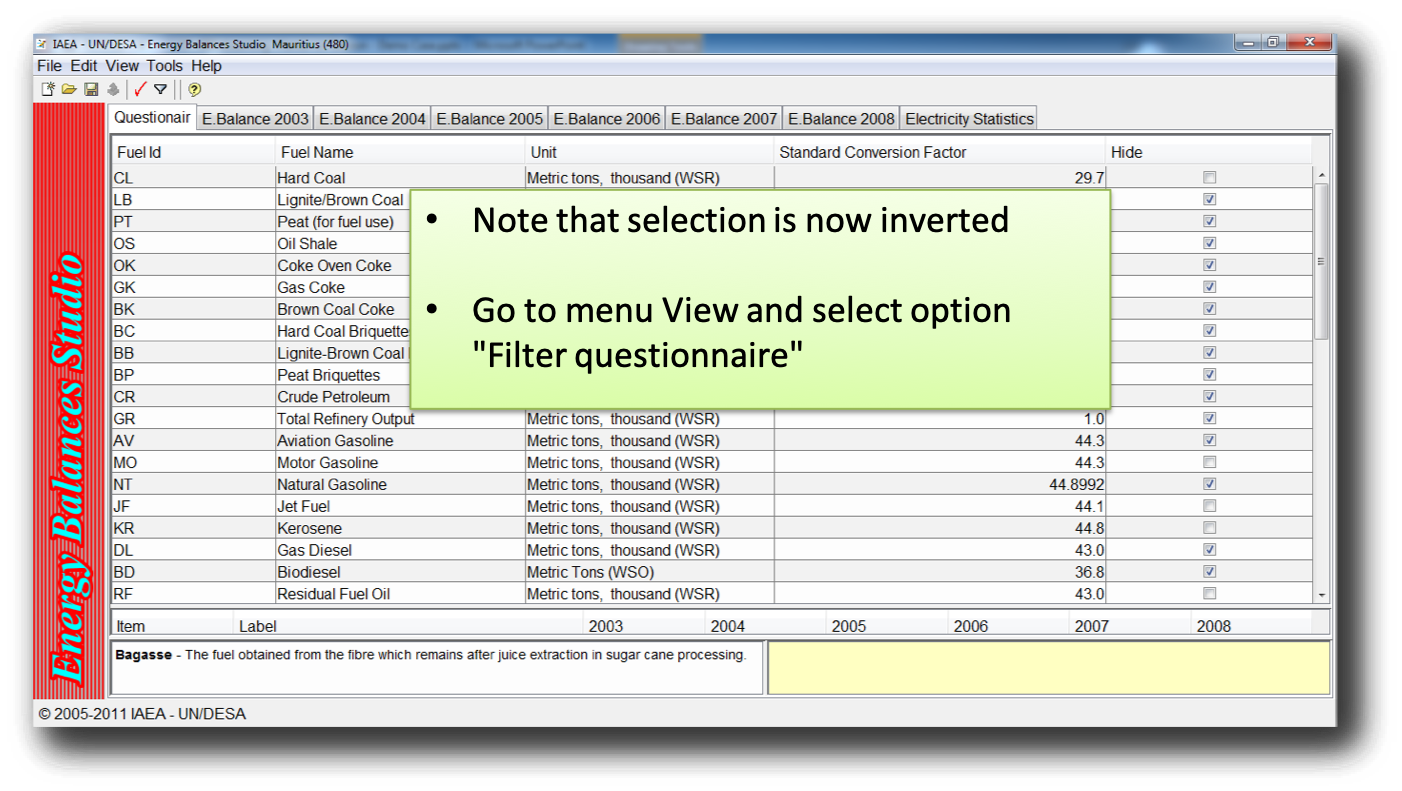 IAEA - UN/DESA - Energy Balances Studio Mauritius (480)
File Edit View Tools Help
Questionair E.Balance 2003 E.Balance 2004 E.Balance 2005 E.Balance 2006 E.Balance 2007 E.Balance 2008 Electricity Statistics
Fuel Id Fuel Name Unit Standard Conversion Factor Hide
CL Hard Coal Metric tons, thousand (WSR) 29.7
LB Lignite/Brown Coal
PT Peat (for fuel use)
OS Oil Shale
OK Coke Oven Coke
GK Gas Coke
BK Brown Coal Coke
BC Hard Coal Briquette
BB Lignite-Brown Coal
BP Peat Briquettes
CR Crude Petroleum
• Note that selection is now inverted
• Go to menu View and select option
"Filter questionnaire"
GR Total Refinery Output Metric tons, thousand (WSR) 1.0
AV Aviation Gasoline Metric tons, thousand (WSR) 44.3
MO Motor Gasoline Metric tons, thousand (WSR) 44.3
NT Natural Gasoline Metric tons, thousand (WSR) 44.8992
JF Jet Fuel Metric tons, thousand (WSR) 44.1
KR Kerosene Metric tons, thousand (WSR) 44.8
DL Gas Diesel Metric tons, thousand (WSR) 43.0
BD Biodiesel Metric Tons (WSO) 36.8
RF Residual Fuel Oil Metric tons, thousand (WSR) 43.0
Item Label 2003 2004 2005 2006 2007 2008
Bagasse - The fuel obtained from the fibre which remains after juice extraction in sugar cane processing.
Energy Balances Studio
© 2005-2011 IAEA - UN/DESA